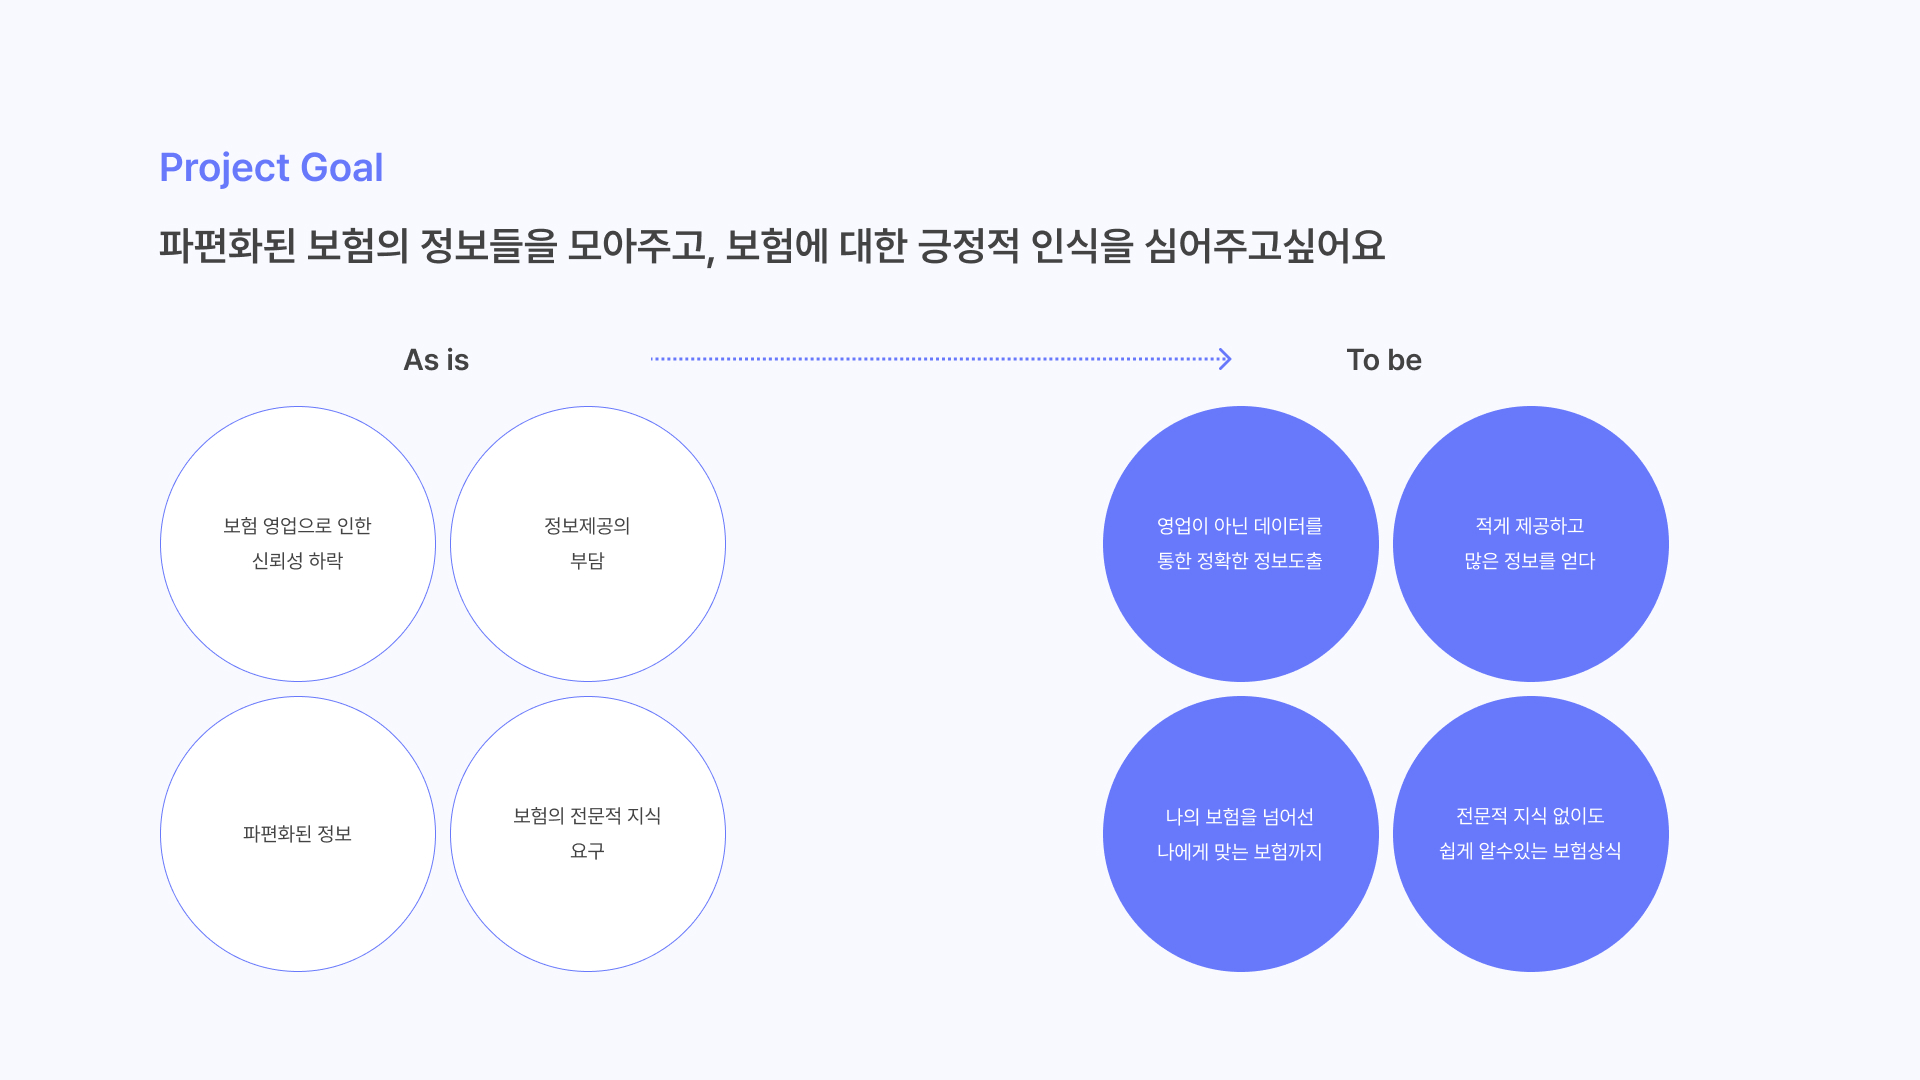 Project Goal
파편화된 보험의 정보들을 모아주고, 보험에 대한 긍정적 인식을 심어주고싶어요
As is
To be
보험 영업으로 인한
신뢰성 하락
정보제공의
부담
영업이 아닌 데이터를
통한 정확한 정보도출
적게 제공하고
많은 정보를 얻다
파편화된 정보
보험의 전문적 지식
요구
나의 보험을 넘어선
나에게 맞는 보험까지
전문적 지식 없이도
쉽게 알수있는 보험상식